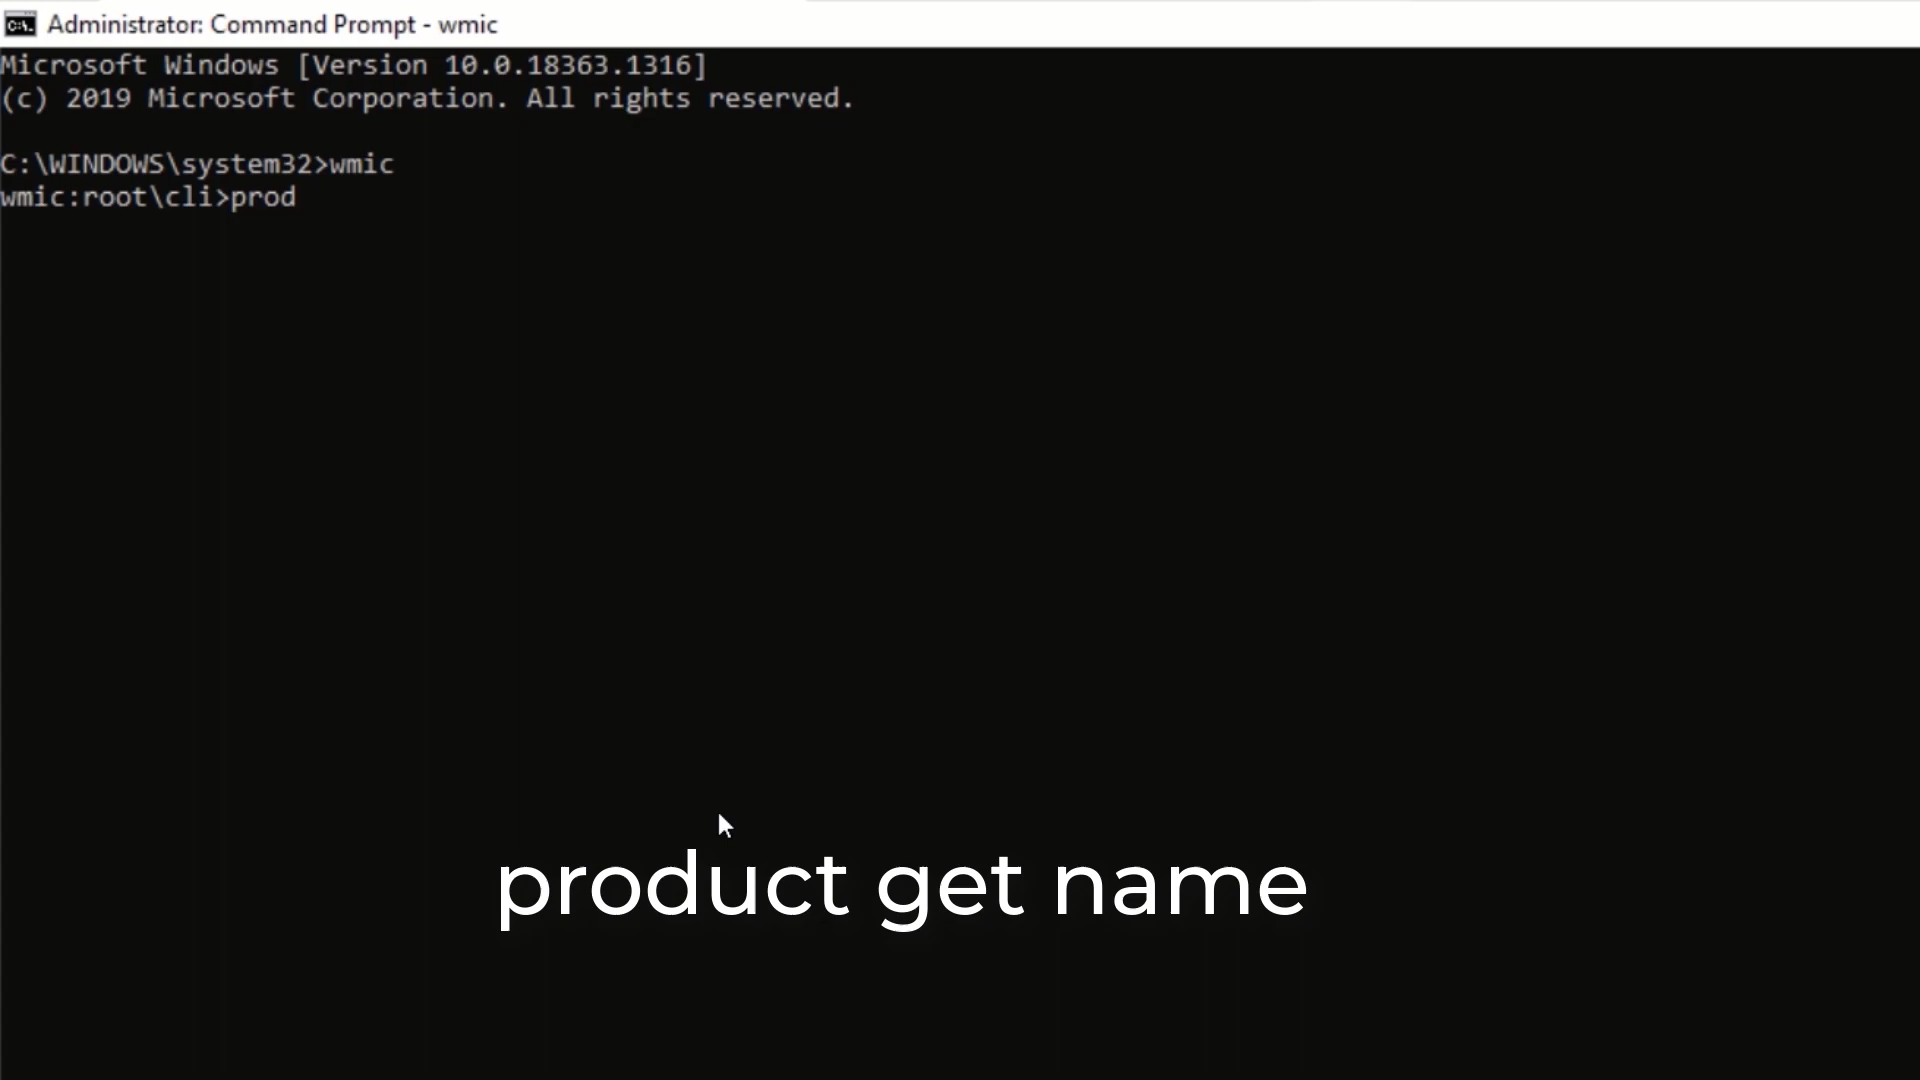 Administrator: Command Prompt - wmic
Microsoft Windows [Version 10.0.18363.1316]
(c) 2019 Microsoft Corporation. All rights reserved.
C:\WINDOWS\system32>wmic
wmic:root\cli>prod
product get name